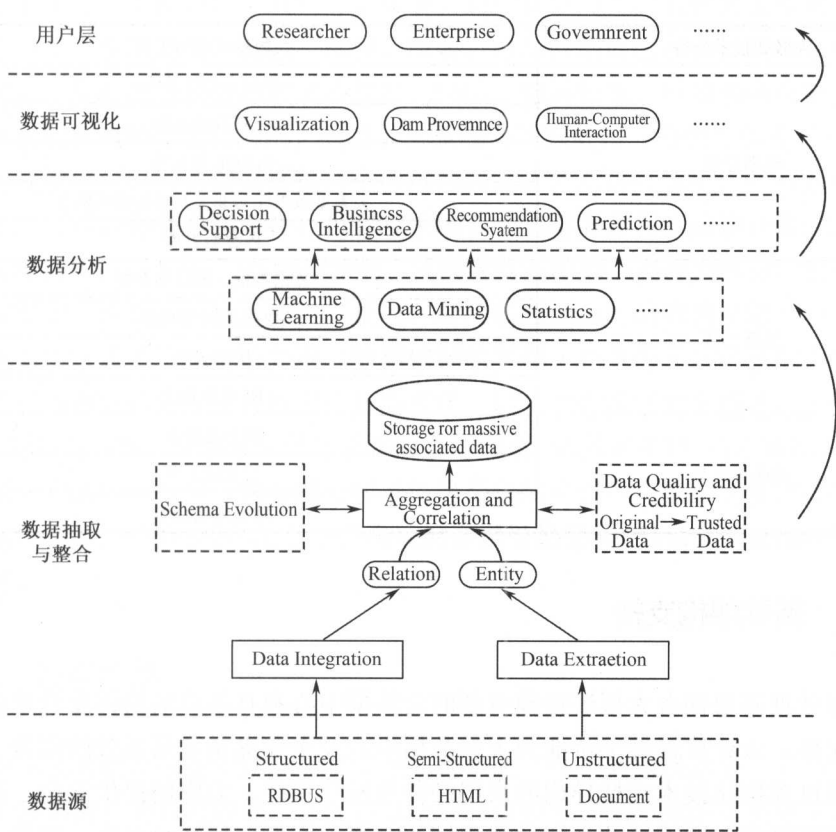 用户层
Researcher
Enterprise
Govemnrent
……
数据可视化
Visualization
Dam Provemnce
IIuman-Computer
Interaction
……
数据分析
Decision
Support
Busincss
Intelligence
Recommendation
Syatem
Prediction
……
Machine
Learning
Data Mining
Statistics
……
数据抽取
与整合
Storage ror massive
associated data
Schema Evolution
Aggregation and
Correlation
Data Qualiry and
Credibiliry
Original
Data
Trusted
Data
Relation
Entity
Data Integration
Data Extraetion
数据源
Structured
RDBUS
Semi-Structured
HTML
Unstructured
Doeument